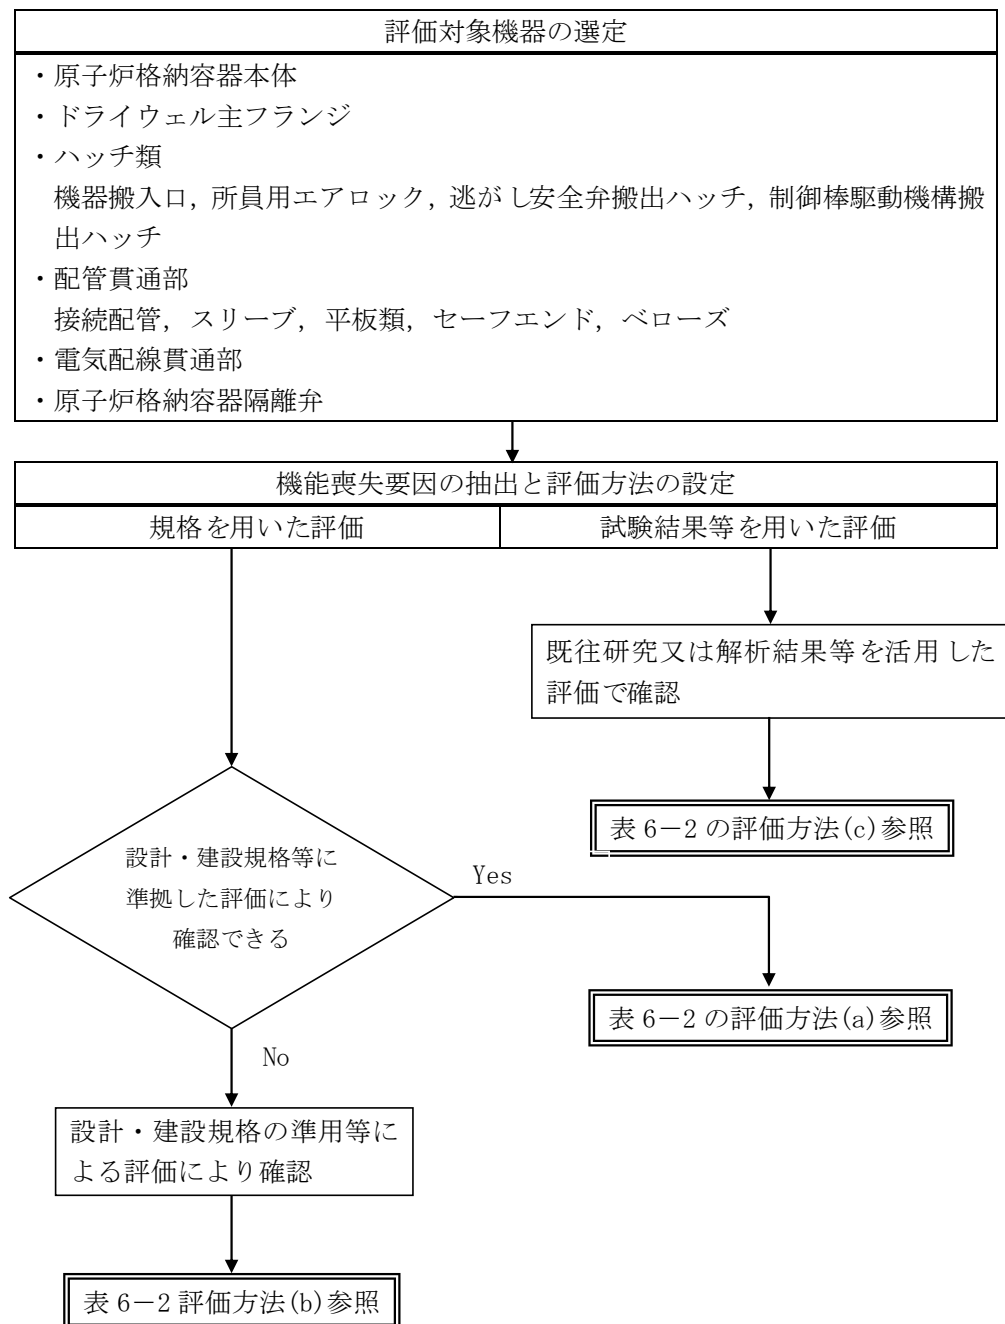 評価対象機器の選定
・原子炉格納容器本体
・ドライウェル主フランジ
・ハッチ類
機器搬入口，所員用エアロック，逃がし安全弁搬出ハッチ，制御棒駆動機構搬
出ハッチ
・配管貫通部
接続配管，スリーブ，平板類，セーフエンド，ベローズ
・電気配線貫通部
・原子炉格納容器隔離弁
機能喪失要因の抽出と評価方法の設定
規格を用いた評価
試験結果等を用いた評価
既往研究又は解析結果等を活用した
評価で確認
表 6－2 の評価方法(c)参照
設計・建設規格等に
準拠した評価により
確認できる
Yes
表 6－2 の評価方法(a)参照
No
設計・建設規格の準用等に
よる評価により確認
表 6－2 評価方法(b)参照